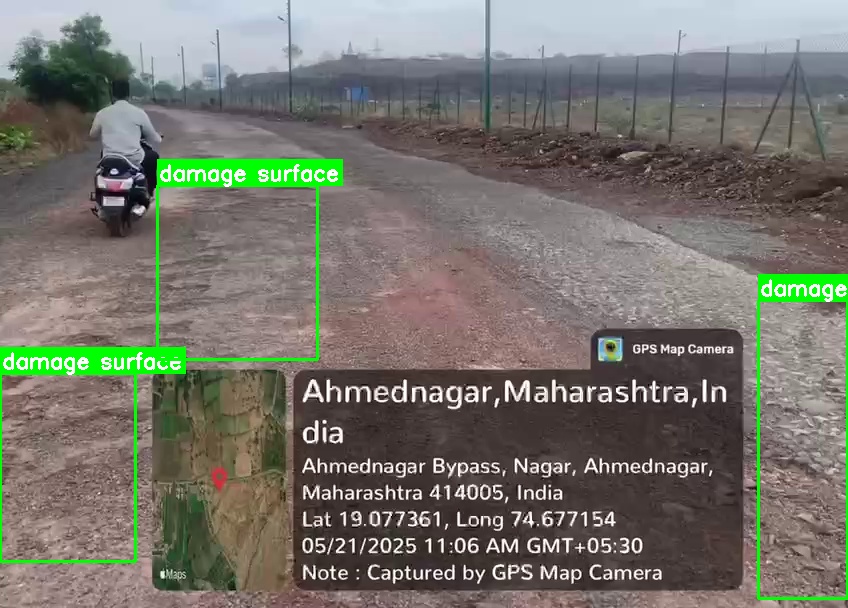 damage surface
damage
damage surface
GPS Map Camera
Ahmednagar,Maharashtra,In
dia
Ahmednagar Bypass, Nagar, Ahmednagar,
Maharashtra 414005, India
Lat 19.077361, Long 74.677154
05/21/2025 11:06 AM GMT+05:30
Note : Captured by GPS Map Camera
Maps